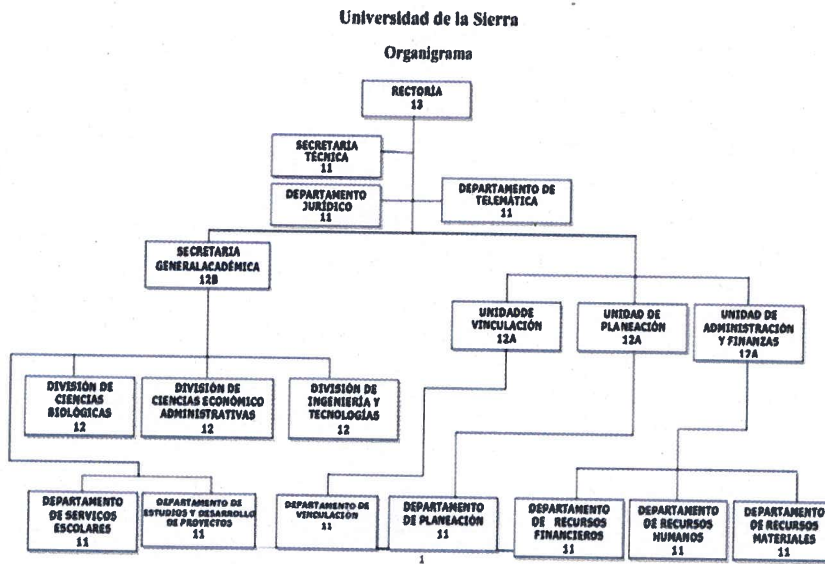 Universidad de la Sierra
Organigrama
RECTORÍA
13
SECRETARIA
TÉCNICA
11
DEPARTAMENTO
JURÍDICO
11
DEPARTAMENTO DE
TELEMÁTICA
11
SECRETARIA
GENERALACADÉMICA
12B
UNIDADDE
VINCULACIÓN
12A
UNIDAD DE
PLANEACIÓN
12A
UNIDAD DE
ADMINISTRACIÓN
Y FINANZAS
12A
DIVISIÓN DE
CIENCIAS
BIOLÓGICAS
12
DIVISIÓN DE
CIENCIAS ECONÓMICO
ADMINISTRATIVAS
12
DIVISIÓN DE
INGENIERÍA Y
TECNOLOGÍAS
12
DEPARTAMENTO
DE SERVICIOS
ESCOLARES
11
DEPARTAMENTO DE
ESTUDIOS Y DESARROLLO
DE PROYECTOS
11
DEPARTAMENTO DE
VINCULACIÓN
11
DEPARTAMENTO
DE PLANEACIÓN
11
DEPARTAMENTO
DE RECURSOS
FINANCIEROS
11
DEPARTAMENTO
DE RECURSOS
HUMANOS
11
DEPARTAMENTO
DE RECURSOS
MATERIALES
11
1